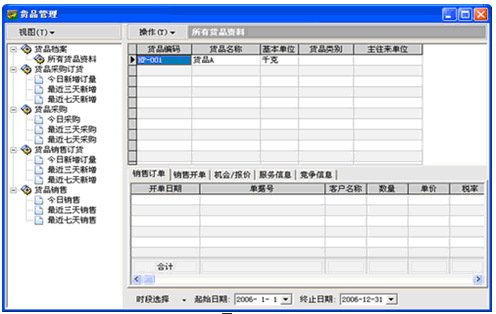 货品管理
视图(T)
操作(T)
所有货品资料
货品档案
所有货品资料
货品采购订货
今日新增订量
最近三天新增
最近七天新增
货品采购
今日采购
最近三天采购
最近七天采购
货品销售订货
今日新增订量
最近三天新增
最近七天新增
货品销售
今日销售
最近三天销售
最近七天销售
货品编码 货品名称 基本单位 货品类别 主往来单位
HP-001 货品A 千克
销售订单 销售开单 机会/报价 服务信息 竞争信息
开单日期 单据号 客户名称 数量 单价 税率
合计
时段选择 起始日期: 2006- 1- 1 终止日期: 2006-12-31